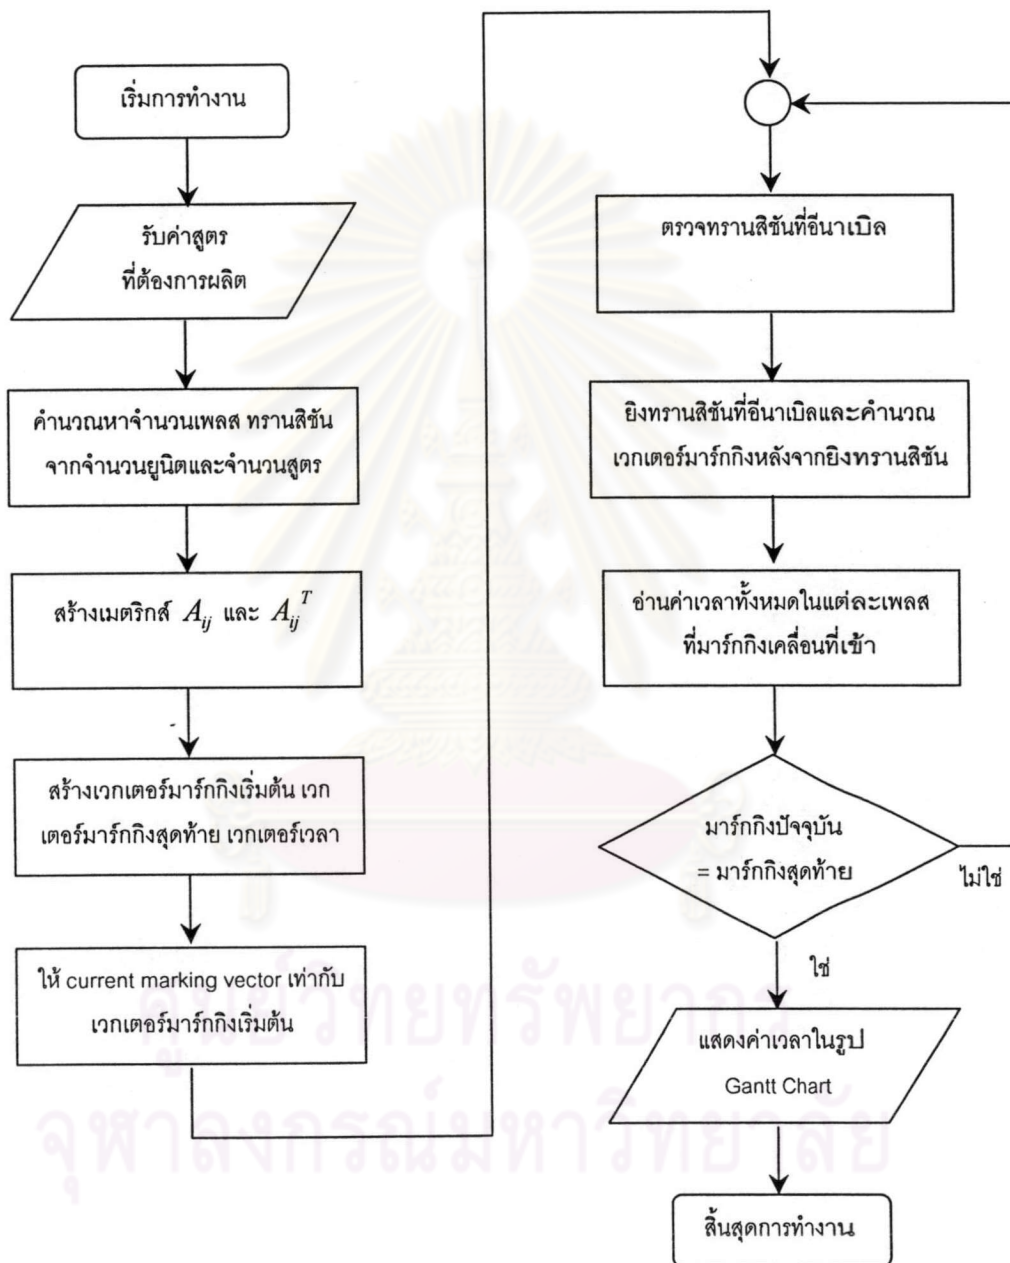 เริ่มการทำงาน
รับค่าสูตร
ที่ต้องการผลิต
คำนวณหาจำนวนเพลส ทรานสิชัน
จากจำนวนยูนิตและจำนวนสูตร
สร้างเมตริกส์ A_{ij} และ A_{ij}^{T}
สร้างเวกเตอร์มาร์กกิงเริ่มต้น เวก
เตอร์มาร์กกิงสุดท้าย เวกเตอร์เวลา
ให้ current marking vector เท่ากับ
เวกเตอร์มาร์กกิงเริ่มต้น
ตรวจทรานสิชันที่อีนาเบิล
ยิงทรานสิชันที่อีนาเบิลและคำนวณ
เวกเตอร์มาร์กกิงหลังจากยิงทรานสิชัน
อ่านค่าเวลาทั้งหมดในแต่ละเพลส
ที่มาร์กกิงเคลื่อนที่เข้า
มาร์กกิงปัจจุบัน
= มาร์กกิงสุดท้าย
ไม่ใช่
ใช่
แสดงค่าเวลาในรูป
Gantt Chart
สิ้นสุดการทำงาน
ศูนย์วิทยทรัพยากร
จุฬาลงกรณ์มหาวิทยาลัย